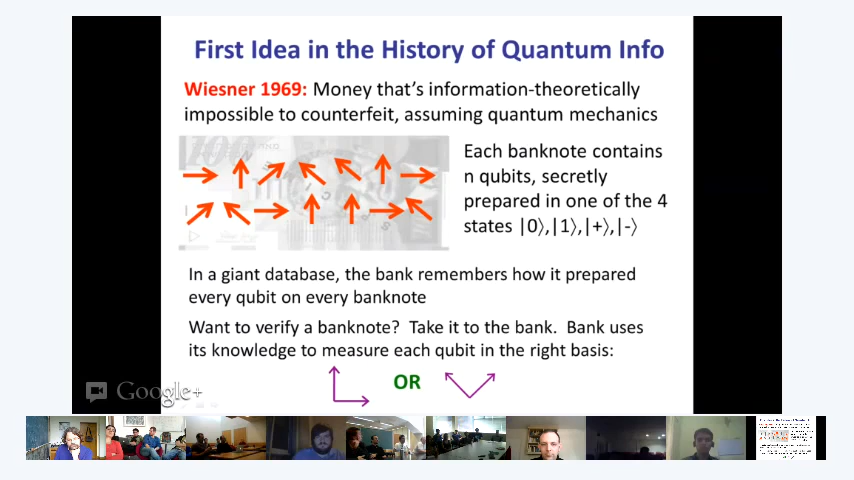 First Idea in the History of Quantum Info
Wiesner 1969: Money that's information-theoretically
impossible to counterfeit, assuming quantum mechanics
Each banknote contains
n qubits, secretly
prepared in one of the 4
states |0⟩,|1⟩,|+⟩,|-⟩
In a giant database, the bank remembers how it prepared
every qubit on every banknote
Want to verify a banknote? Take it to the bank. Bank uses
its knowledge to measure each qubit in the right basis:
OR
Google+